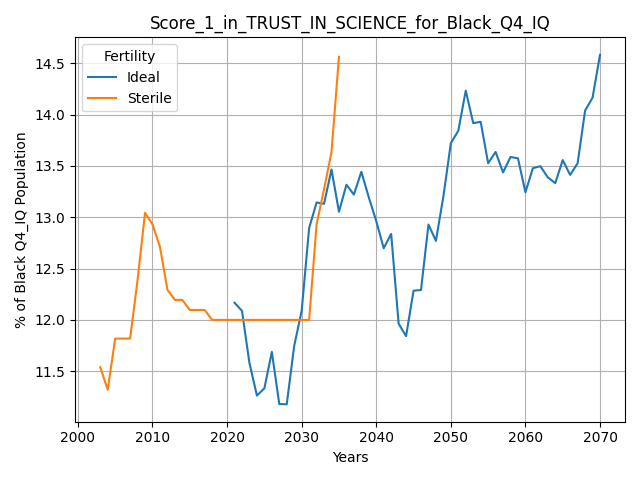 Score_1_in_TRUST_IN_SCIENCE_for_Black_Q4_IQ
Fertility
Ideal
Sterile
% of Black Q4_IQ Population
14.5
14.0
13.5
13.0
12.5
12.0
11.5
2000 2010 2020 2030 2040 2050 2060 2070
Years